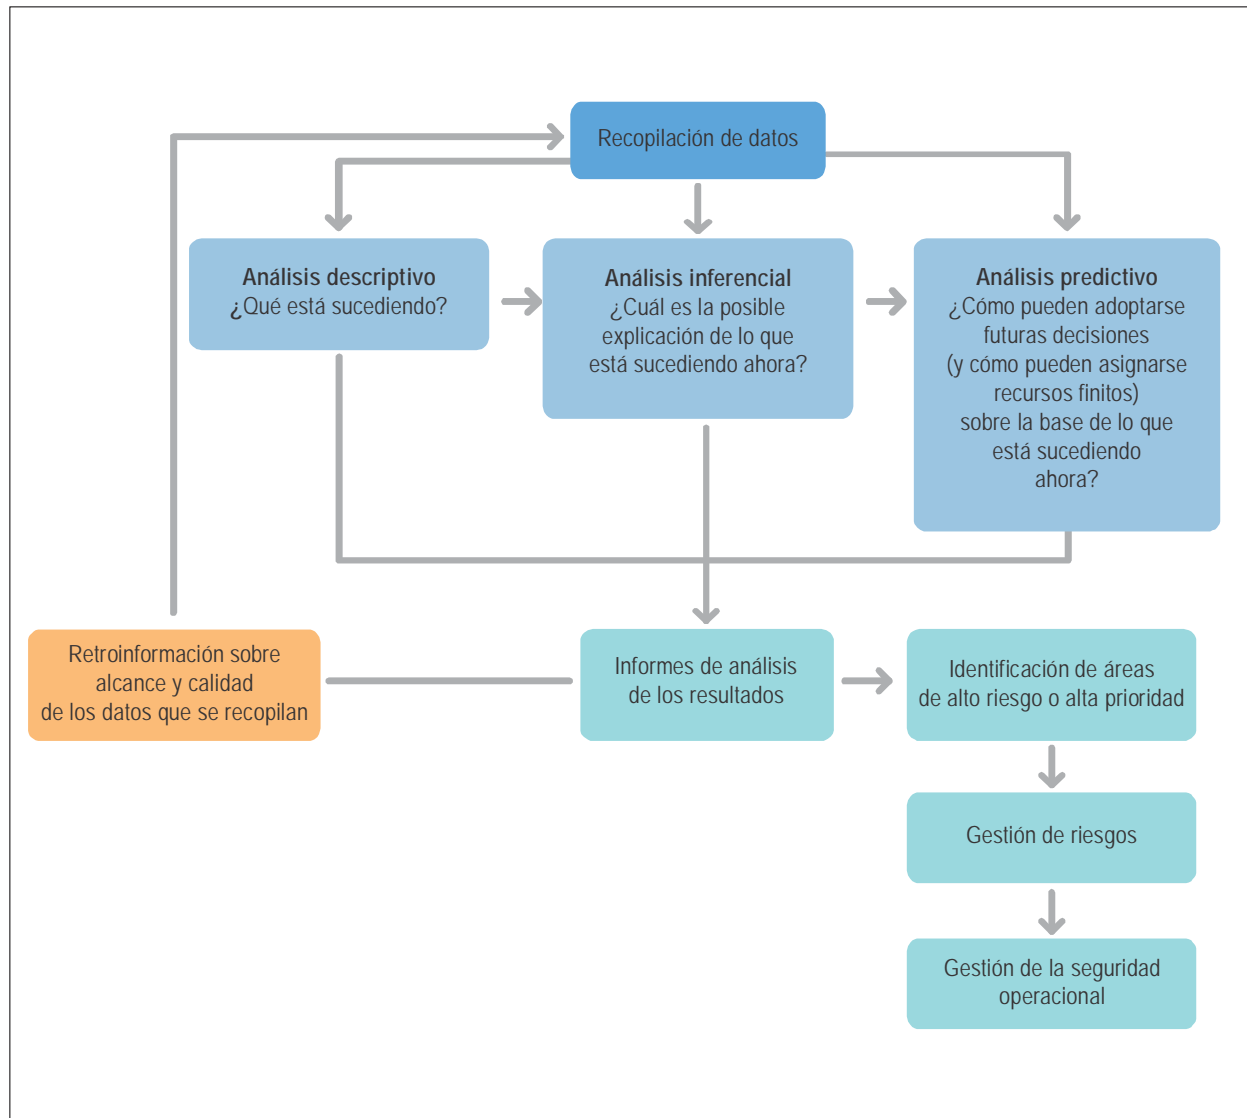 Recopilación de datos
Análisis descriptivo
¿Qué está sucediendo?
Análisis inferencial
¿Cuál es la posible
explicación de lo que
está sucediendo ahora?
Análisis predictivo
¿Cómo pueden adoptarse
futuras decisiones
(y cómo pueden asignarse
recursos finitos)
sobre la base de lo que
está sucediendo
ahora?
Retroinformación sobre
alcance y calidad
de los datos que se recopilan
Informes de análisis
de los resultados
Identificación de áreas
de alto riesgo o alta prioridad
Gestión de riesgos
Gestión de la seguridad
operacional